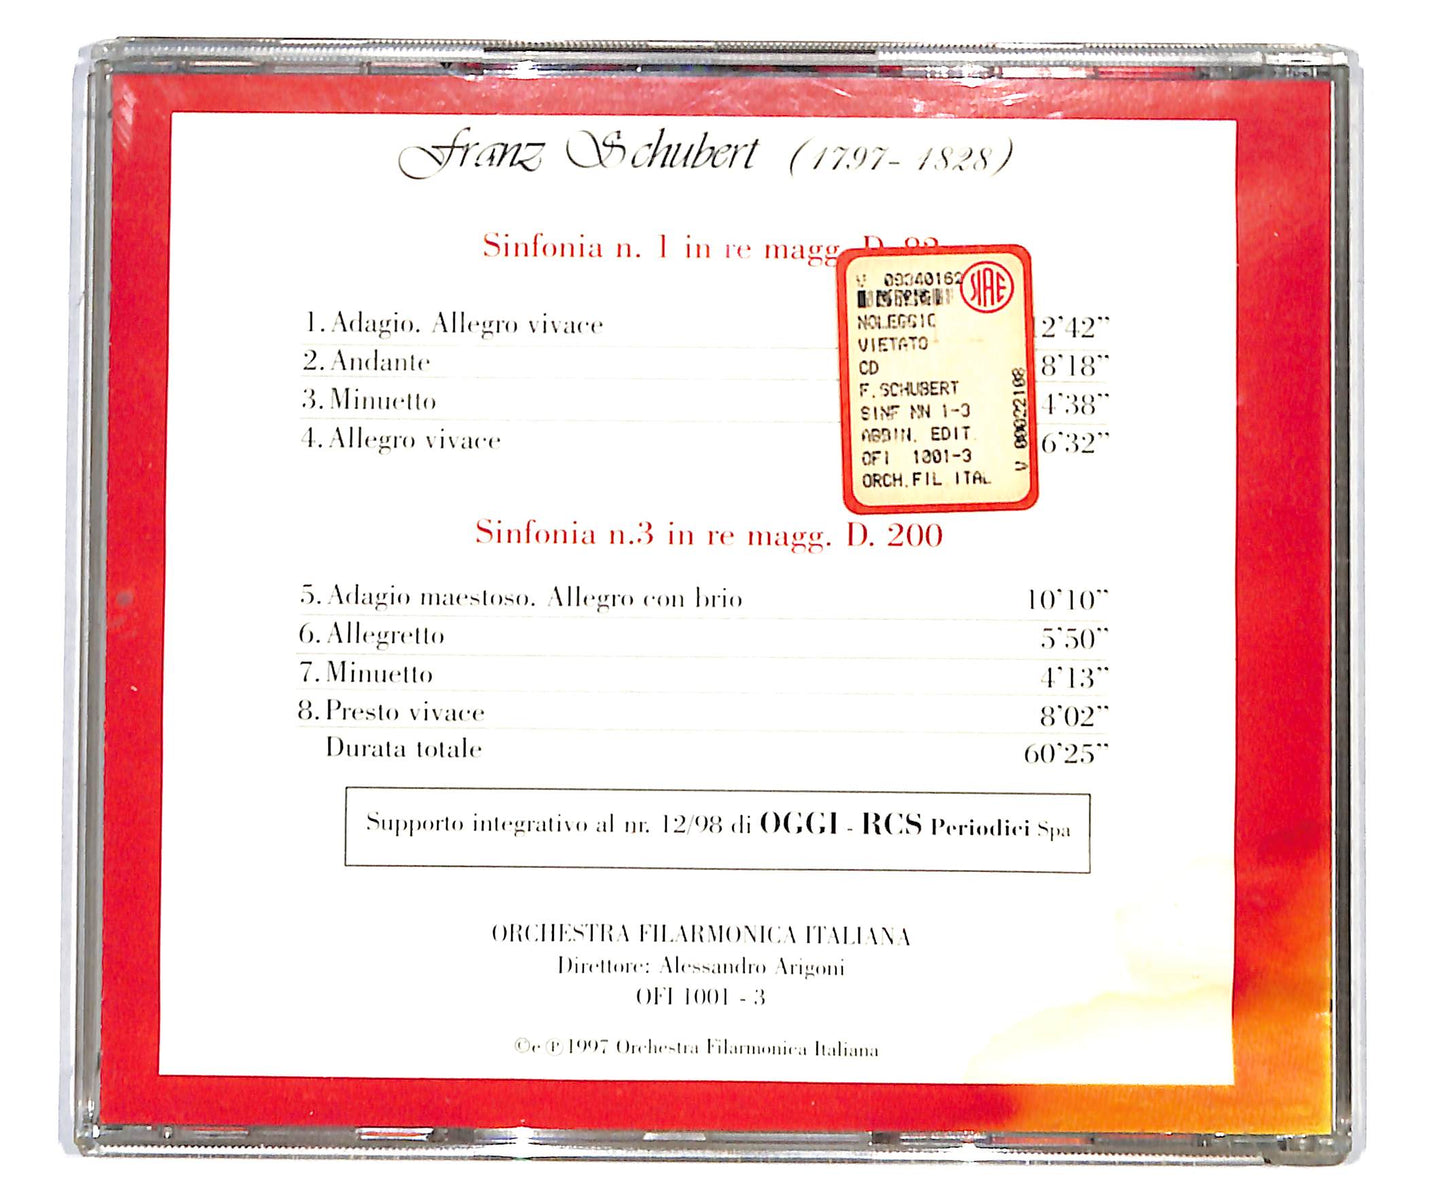 Franz Schubert (1797- 1828)
Sinfonia n. 1 in re magg. D. 82
1. Adagio. Allegro vivace 12'42"
2. Andante 8'18"
3. Minuetto 4'38"
4. Allegro vivace 6'32"
V 09340162
SIAE
NOLEGGIO
VIETATO
CD
F.SCHUBERT
SINF NN 1-3
ABBIN. EDIT.
OFI 1001-3
ORCH.FIL ITAL
V 00022108
Sinfonia n.3 in re magg. D. 200
5. Adagio maestoso. Allegro con brio 10'10"
6. Allegretto 5'50"
7. Minuetto 4'13"
8. Presto vivace 8'02"
Durata totale 60'25"
Supporto integrativo al nr. 12/98 di OGGI - RCS Periodici Spa
ORCHESTRA FILARMONICA ITALIANA
Direttore: Alessandro Arigoni
OFI 1001 - 3
©e℗1997 Orchestra Filarmonica Italiana